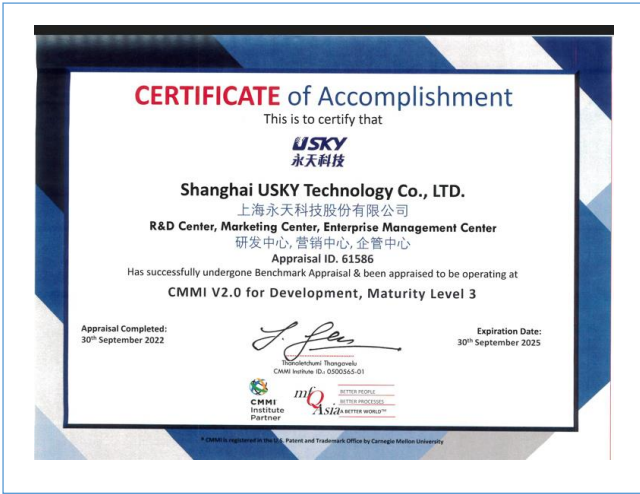 CERTIFICATE of Accomplishment
This is to certify that
USKY
永天科技
Shanghai USKY Technology Co., LTD.
上海永天科技股份有限公司
R&D Center, Marketing Center, Enterprise Management Center
研发中心, 营销中心, 企管中心
Appraisal ID. 61586
Has successfully undergone Benchmark Appraisal & been appraised to be operating at
CMMI V2.0 for Development, Maturity Level 3
Appraisal Completed:
30th September 2022
Expiration Date:
30th September 2025
Thanaletchumi Thangavelu
CMMI Institute ID.: 0500565-01
CMMI
Institute
Partner
mfQ
Asia
BETTER PEOPLE
BETTER PROCESSES
A BETTER WORLD™
* CMMI is registered in the U.S. Patent and Trademark Office by Carnegie Mellon University